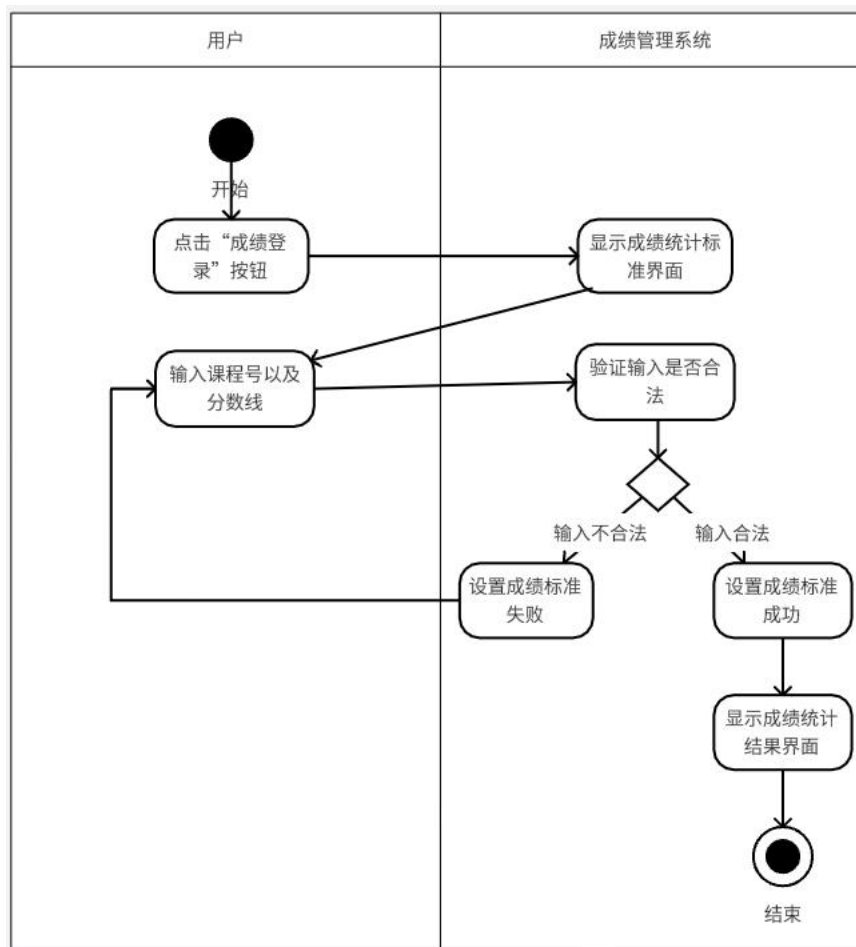 用户
成绩管理系统
开始
点击“成绩登
录”按钮
显示成绩统计标
准界面
输入课程号以及
分数线
验证输入是否合
法
输入不合法
输入合法
设置成绩标准
失败
设置成绩标准
成功
显示成绩统计
结果界面
结束